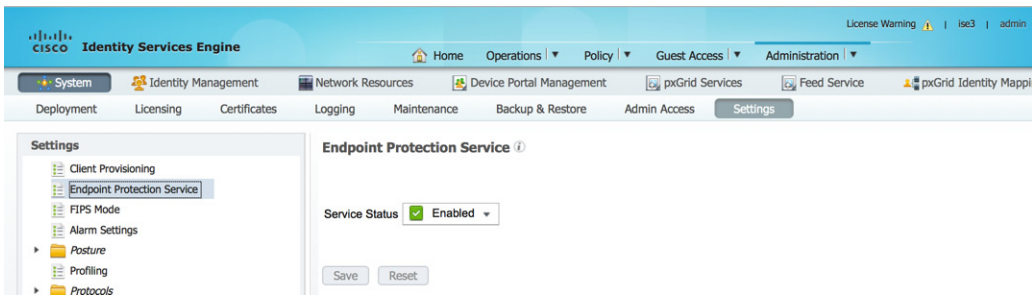 License Warning | ise3 | admin
CISCO Identity Services Engine
Home Operations | Policy | Guest Access | Administration |
System Identity Management Network Resources Device Portal Management pxGrid Services Feed Service pxGrid Identity Mappi
Deployment Licensing Certificates Logging Maintenance Backup & Restore Admin Access Settings
Settings
Client Provisioning
Endpoint Protection Service
FIPS Mode
Alarm Settings
Posture
Profiling
Protocols
Endpoint Protection Service
Service Status Enabled
Save Reset